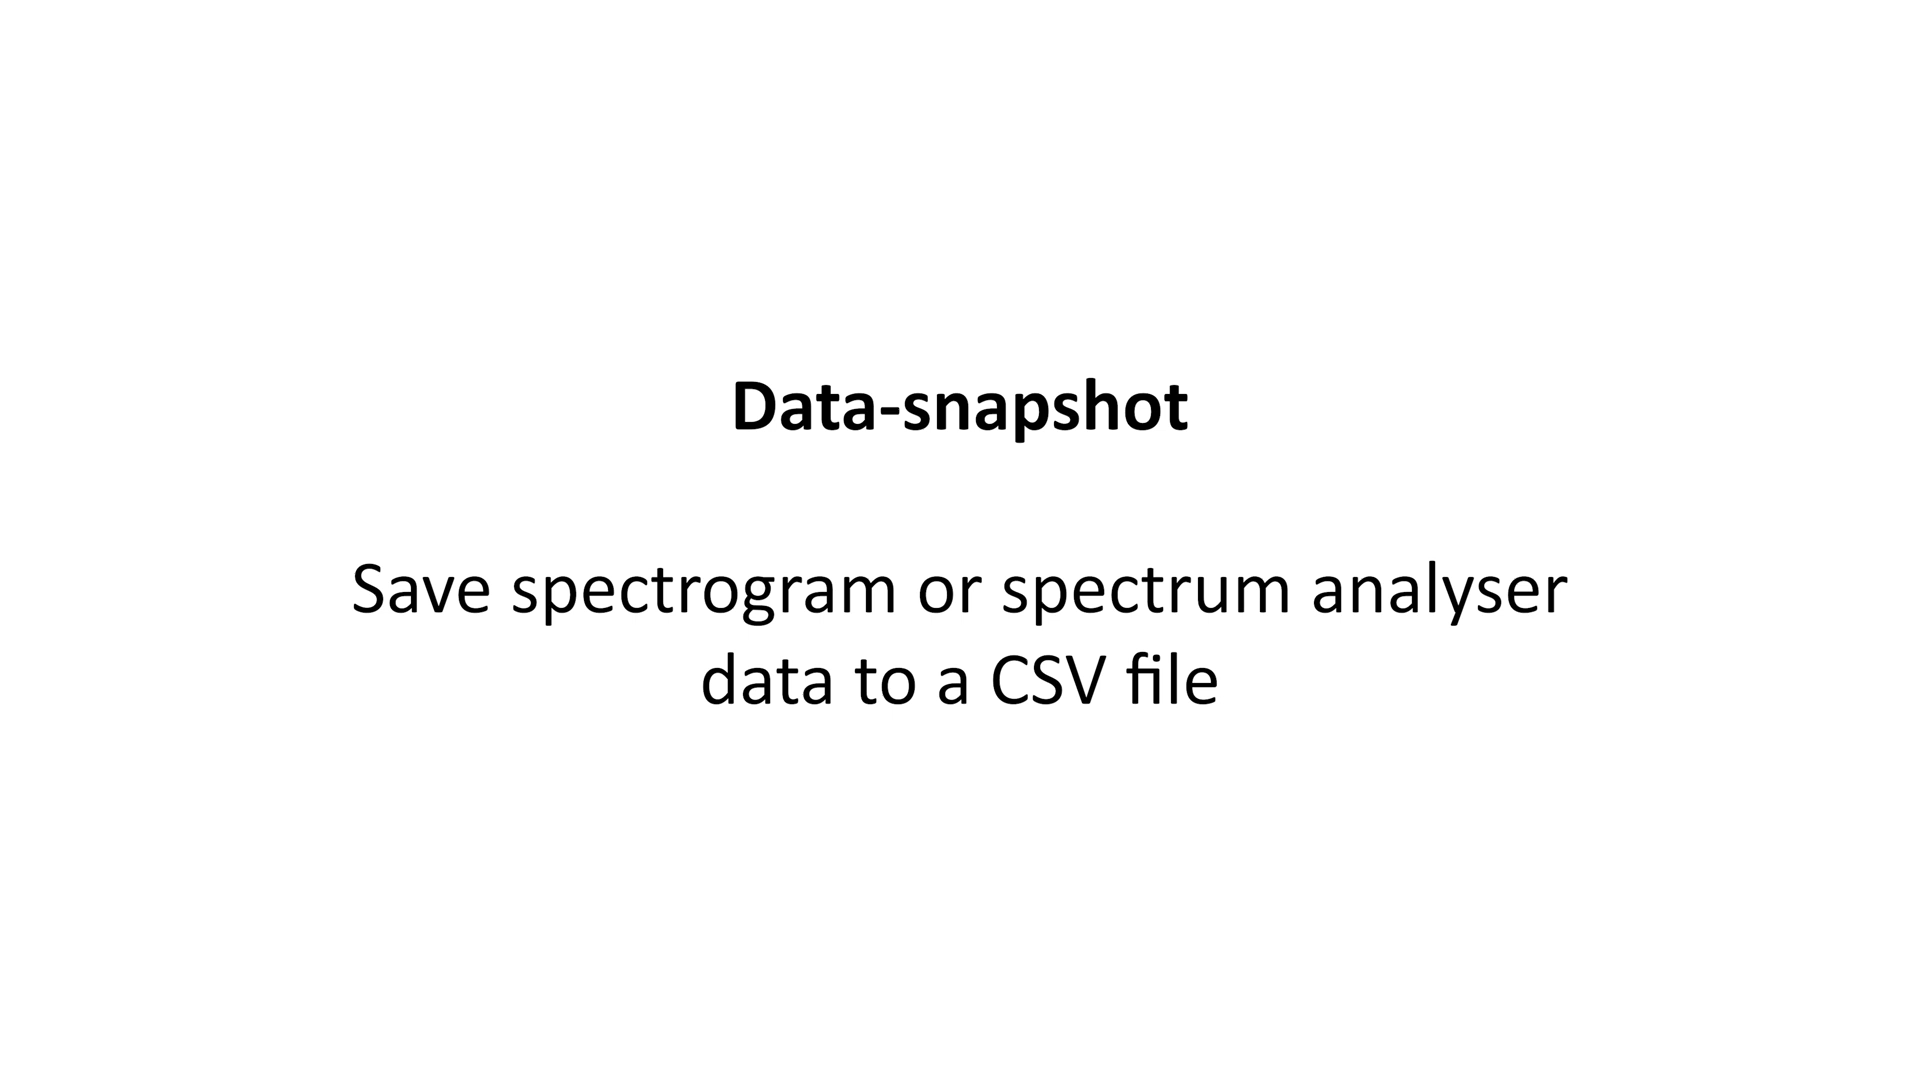 Data-snapshot
Save spectrogram or spectrum analyser
data to a CSV file